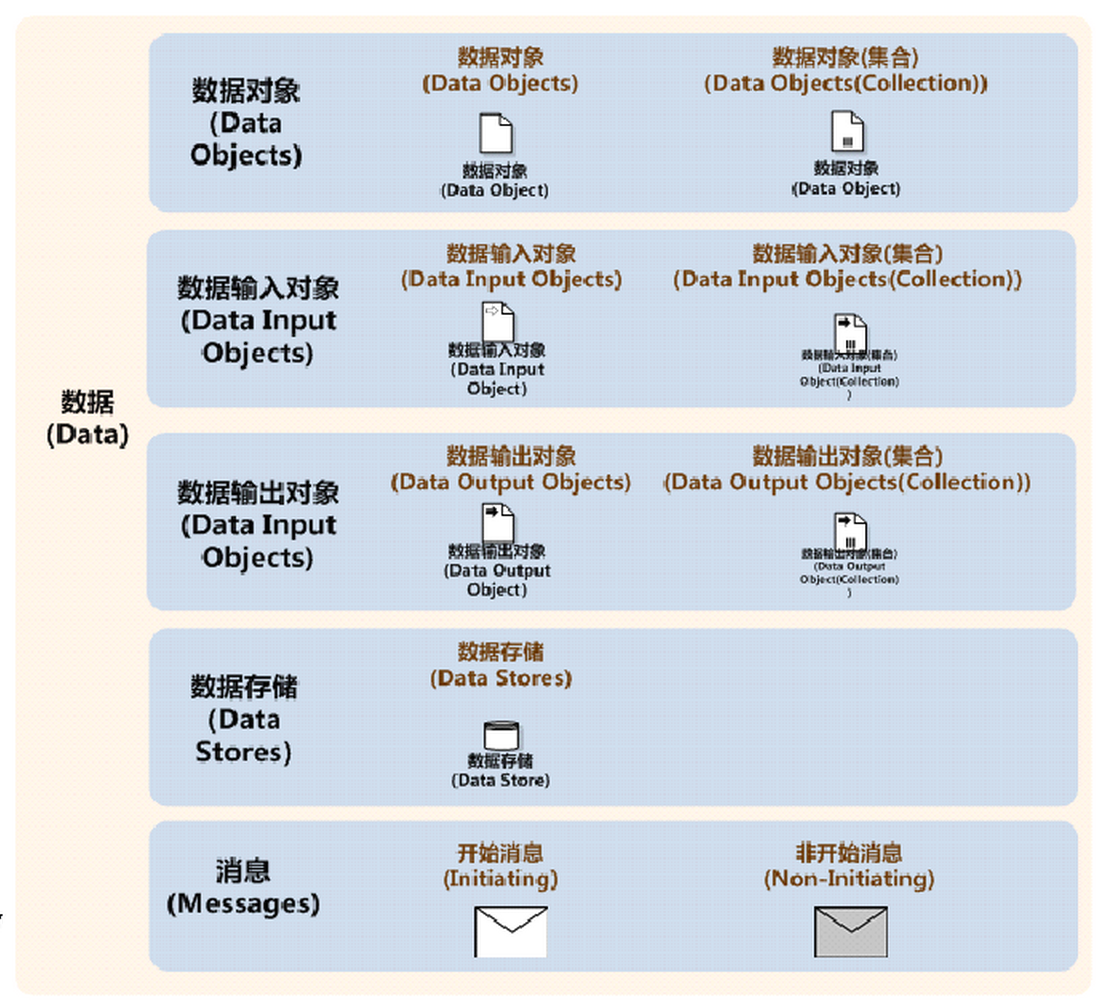 数据
(Data)
数据对象
(Data
Objects)
数据对象
(Data Objects)
数据对象
(Data Object)
数据对象(集合)
(Data Objects(Collection))
数据对象
(Data Object)
数据输入对象
(Data Input
Objects)
数据输入对象
(Data Input Objects)
数据输入对象
(Data Input
Object)
数据输入对象(集合)
(Data Input Objects(Collection))
数据输入对象(集合)
(Data Input
Object(Collection)
)
数据输出对象
(Data Input
Objects)
数据输出对象
(Data Output Objects)
数据输出对象
(Data Output
Object)
数据输出对象(集合)
(Data Output Objects(Collection))
数据输出对象(集合)
(Data Output
Object(Collection)
)
数据存储
(Data
Stores)
数据存储
(Data Stores)
数据存储
(Data Store)
消息
(Messages)
开始消息
(Initiating)
非开始消息
(Non-Initiating)